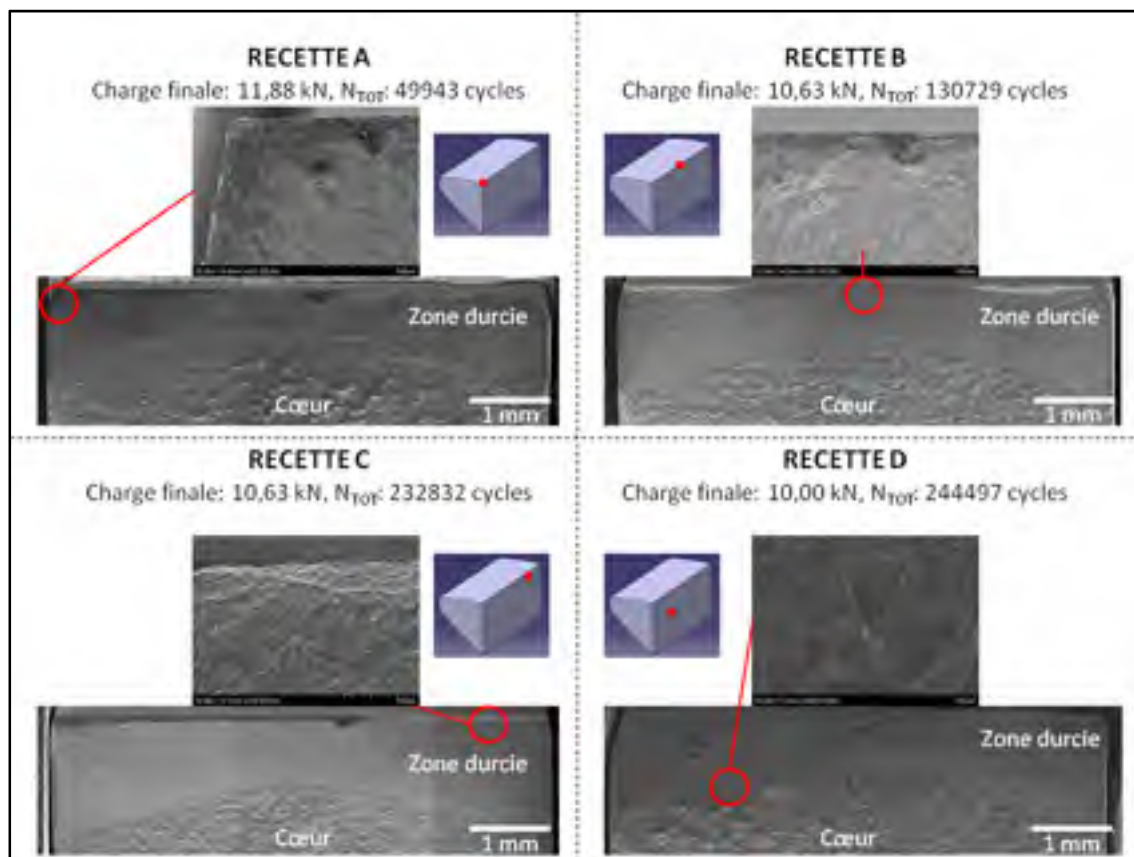 RECETTE A
Charge finale: 11,88 kN, N_TOT: 49943 cycles
Zone durcie
Cœur
1 mm
RECETTE B
Charge finale: 10,63 kN, N_TOT: 130729 cycles
Zone durcie
Cœur
1 mm
RECETTE C
Charge finale: 10,63 kN, N_TOT: 232832 cycles
Zone durcie
Cœur
1 mm
RECETTE D
Charge finale: 10,00 kN, N_TOT: 244497 cycles
Zone durcie
Cœur
1 mm